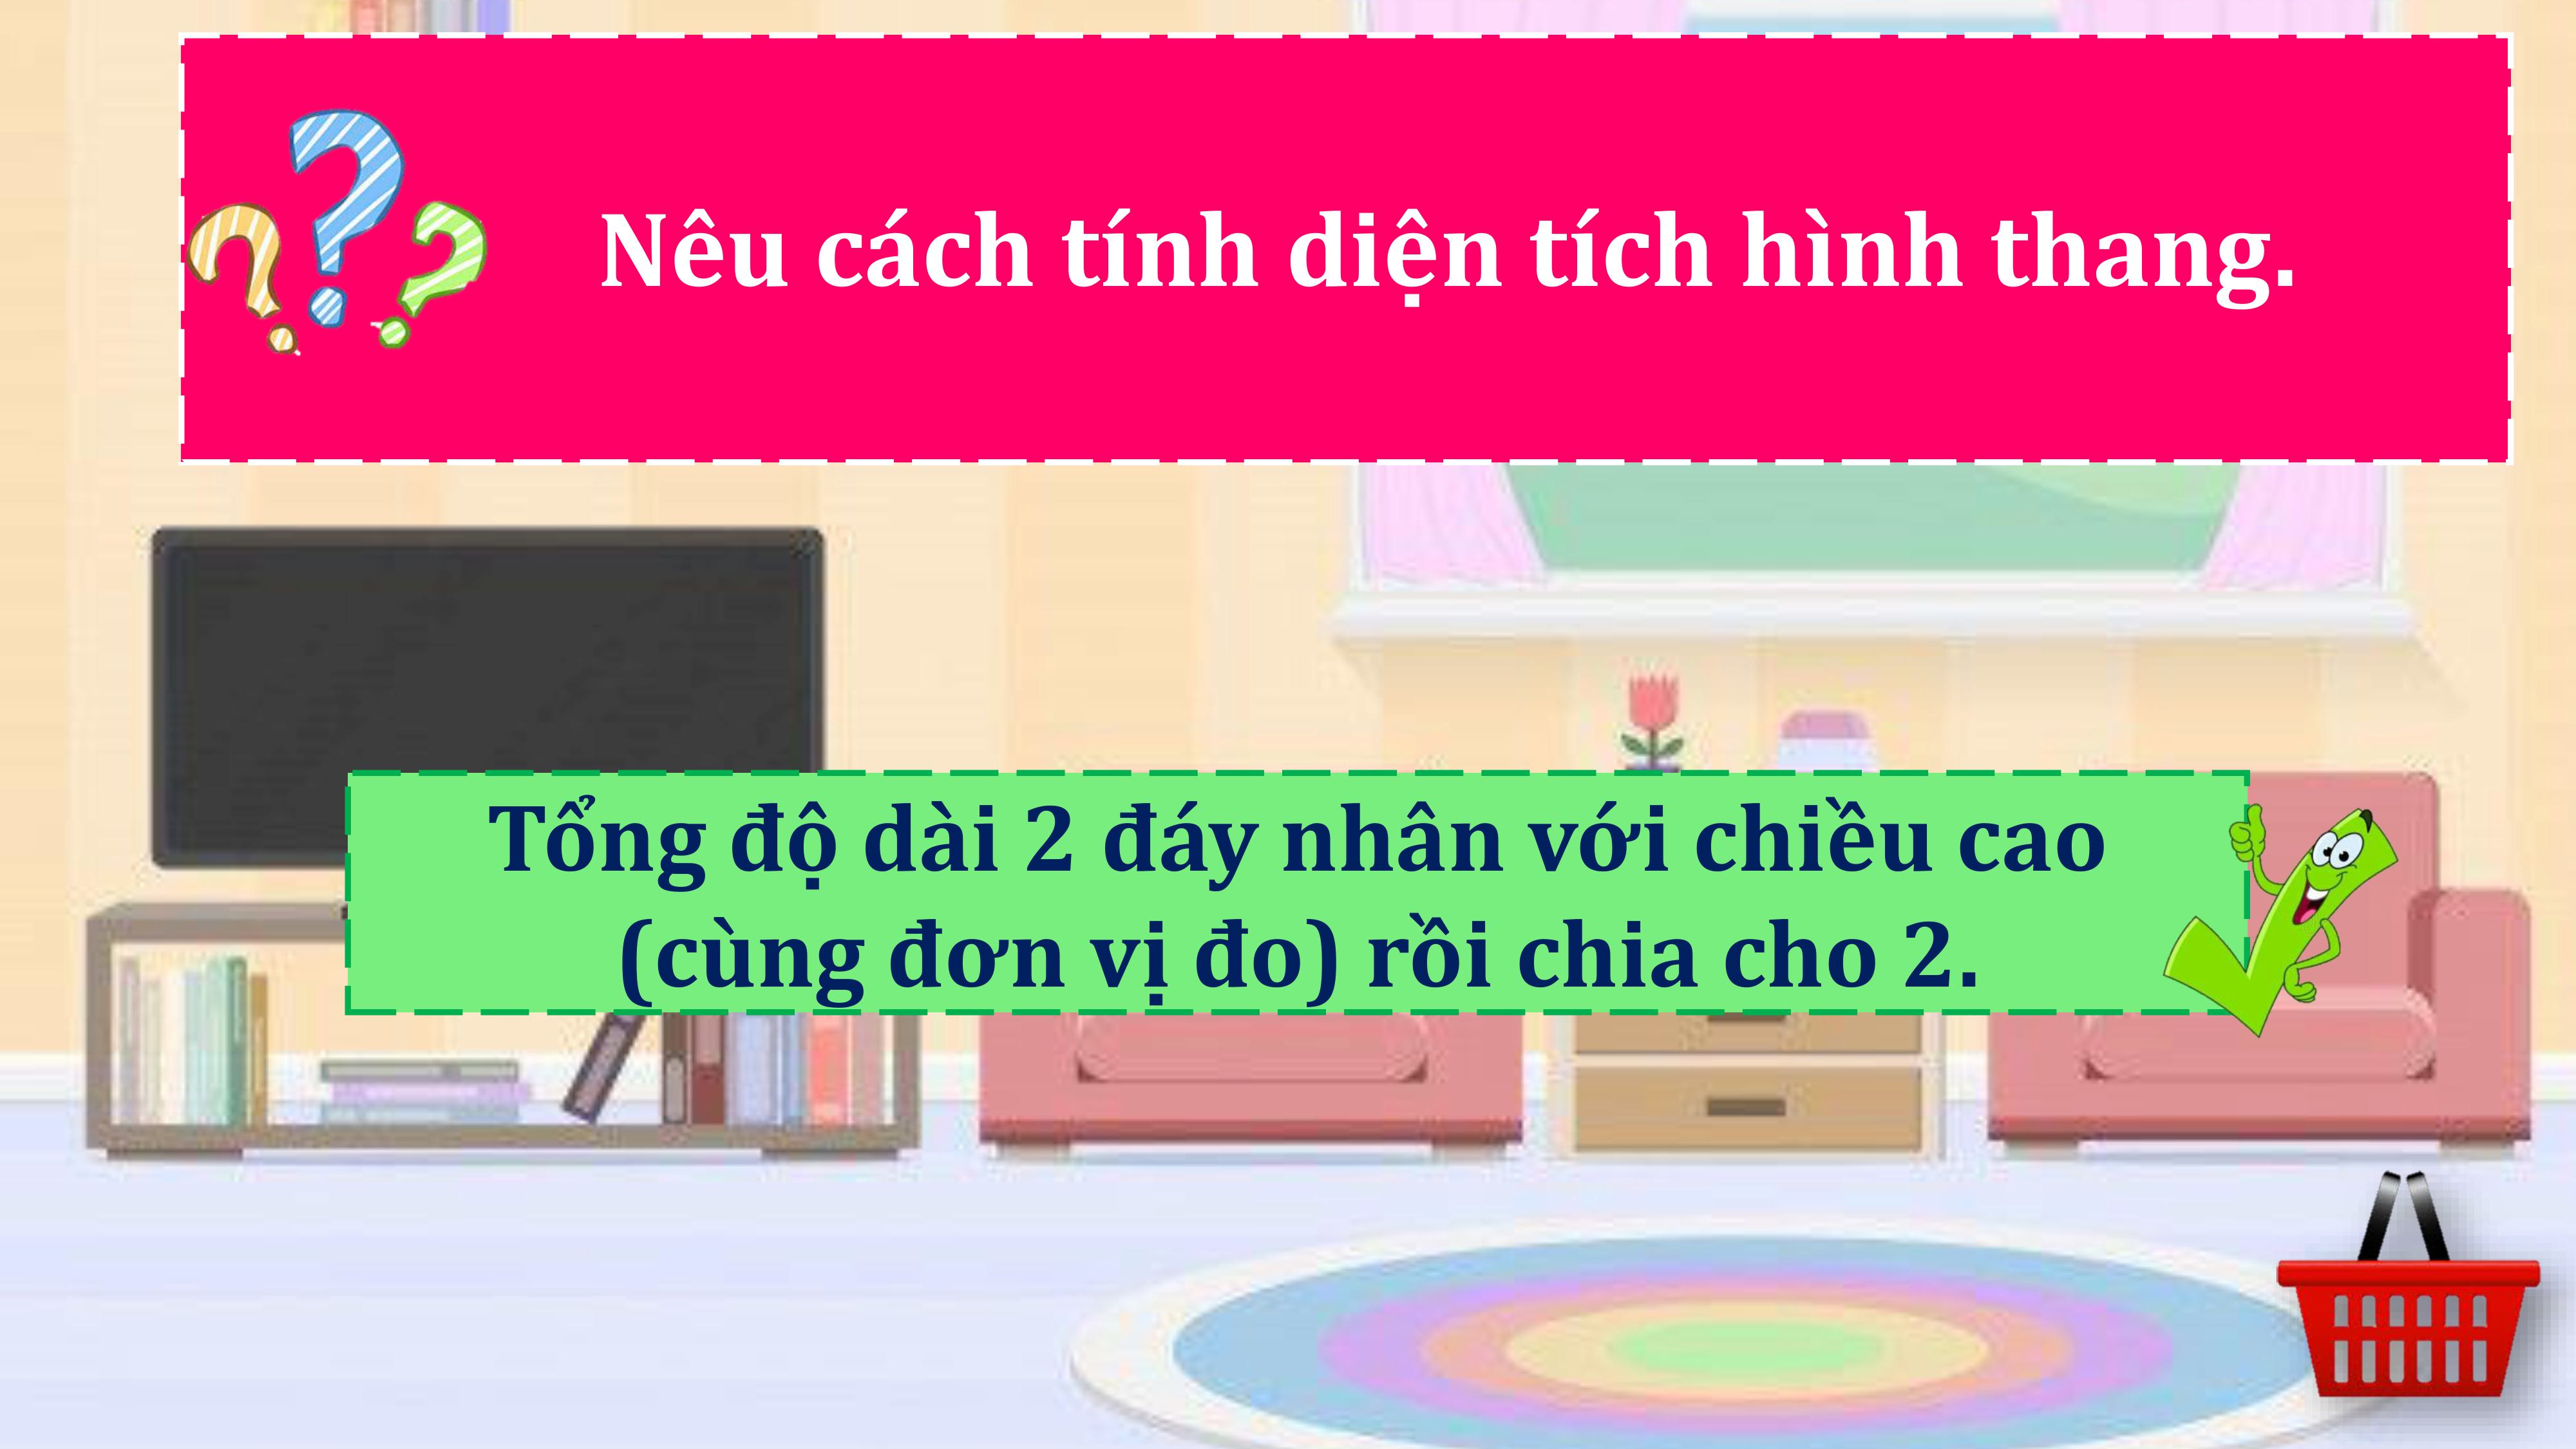 Nêu cách tính diện tích hình thang.
Tổng độ dài 2 đáy nhân với chiều cao
(cùng đơn vị đo) rồi chia cho 2.